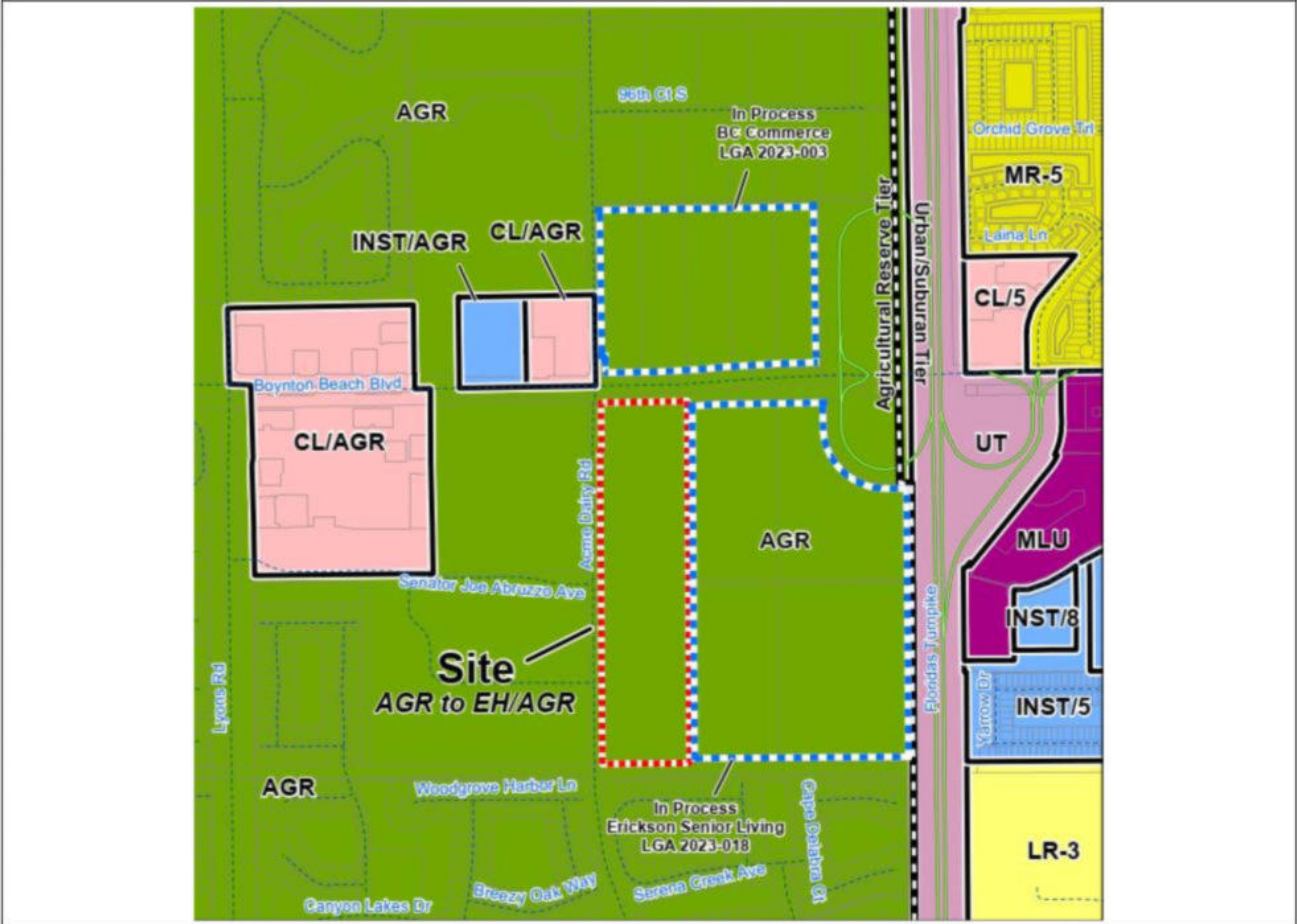 96th Ct S
AGR
In Process
BC Commerce
LGA 2023-003
Orchid Grove Trl
MR-5
Agricultural Reserve Tier
Urban/Suburan Tier
INST/AGR
CL/AGR
Laina Ln
CL/5
Boynton Beach Blvd
CL/AGR
UT
Acme Dairy Rd
AGR
MLU
Senator Joe Abruzzo Ave
Floridas Turnpike
INST/8
Site
AGR to EH/AGR
Lyons Rd
Yarrow Dr
INST/5
AGR
Woodgrove Harbor Ln
In Process
Erickson Senior Living
LGA 2023-018
Cape Delabra Ct
LR-3
Breezy Oak Way
Serena Creek Ave
Canyon Lakes Dr